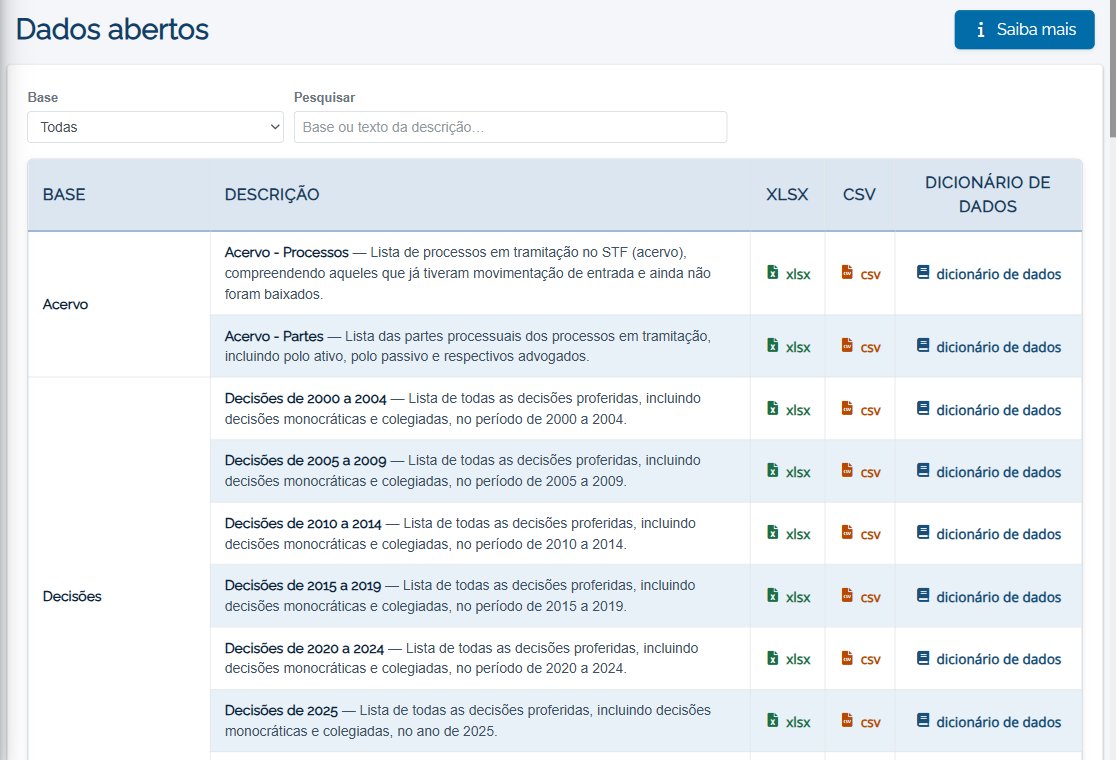 Dados abertos
Saiba mais
Base
Pesquisar
Todas
Base ou texto da descrição...
BASE
DESCRIÇÃO
XLSX
CSV
DICIONÁRIO DE
DADOS
Acervo
Acervo - Processos — Lista de processos em tramitação no STF (acervo),
compreendendo aqueles que já tiveram movimentação de entrada e ainda não
foram baixados.
xlsx
csv
dicionário de dados
Acervo - Partes — Lista das partes processuais dos processos em tramitação,
incluindo polo ativo, polo passivo e respectivos advogados.
xlsx
csv
dicionário de dados
Decisões
Decisões de 2000 a 2004 — Lista de todas as decisões proferidas, incluindo
decisões monocráticas e colegiadas, no período de 2000 a 2004.
xlsx
csv
dicionário de dados
Decisões de 2005 a 2009 — Lista de todas as decisões proferidas, incluindo
decisões monocráticas e colegiadas, no período de 2005 a 2009.
xlsx
csv
dicionário de dados
Decisões de 2010 a 2014 — Lista de todas as decisões proferidas, incluindo
decisões monocráticas e colegiadas, no período de 2010 a 2014.
xlsx
csv
dicionário de dados
Decisões de 2015 a 2019 — Lista de todas as decisões proferidas, incluindo
decisões monocráticas e colegiadas, no período de 2015 a 2019.
xlsx
csv
dicionário de dados
Decisões de 2020 a 2024 — Lista de todas as decisões proferidas, incluindo
decisões monocráticas e colegiadas, no período de 2020 a 2024.
xlsx
csv
dicionário de dados
Decisões de 2025 — Lista de todas as decisões proferidas, incluindo decisões
monocráticas e colegiadas, no ano de 2025.
xlsx
csv
dicionário de dados